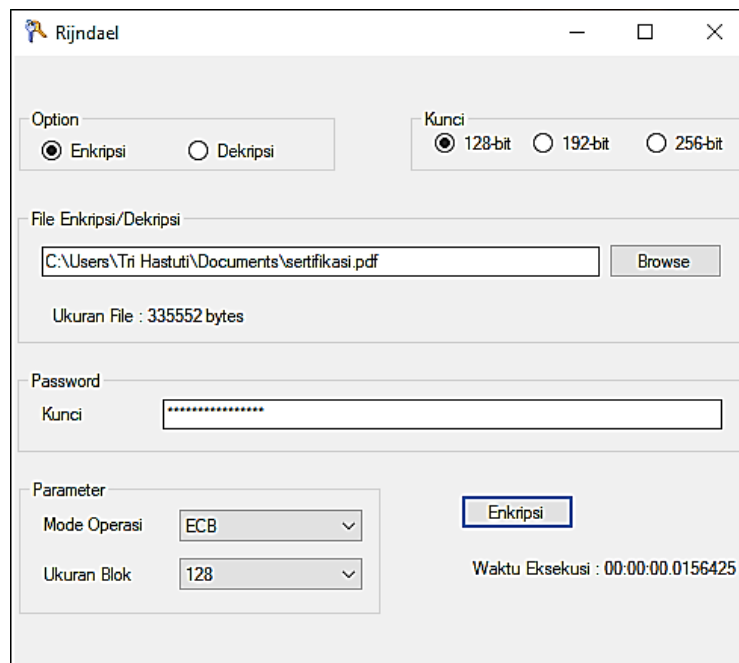 Rijndael
Option
Enkripsi Dekripsi
Kunci
128-bit 192-bit 256-bit
File Enkripsi/Dekripsi
C:\Users\Tri Hastuti\Documents\sertifikasi.pdf
Browse
Ukuran File : 335552 bytes
Password
Kunci
****************
Parameter
Mode Operasi ECB
Ukuran Blok 128
Enkripsi
Waktu Eksekusi : 00:00:00.0156425